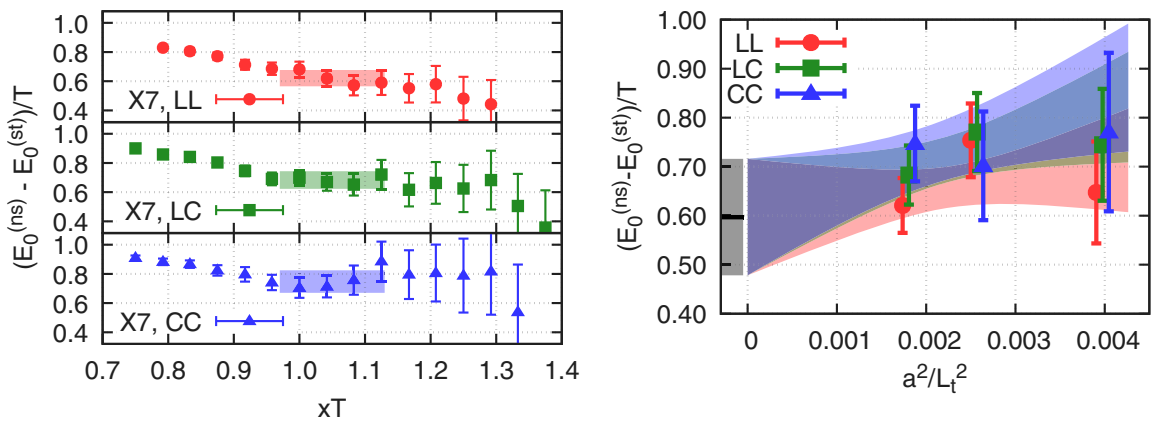 (E0(ns) - E0(st))/T
1.0
0.8
0.6
0.4
X7, LL
1.0
0.8
0.6
0.4
X7, LC
1.0
0.8
0.6
0.4
X7, CC
0.7 0.8 0.9 1.0 1.1 1.2 1.3 1.4
xT
(E0(ns)-E0(st))/T
1.00
0.90
0.80
0.70
0.60
0.50
0.40
LL
LC
CC
0 0.001 0.002 0.003 0.004
a2/Lt2